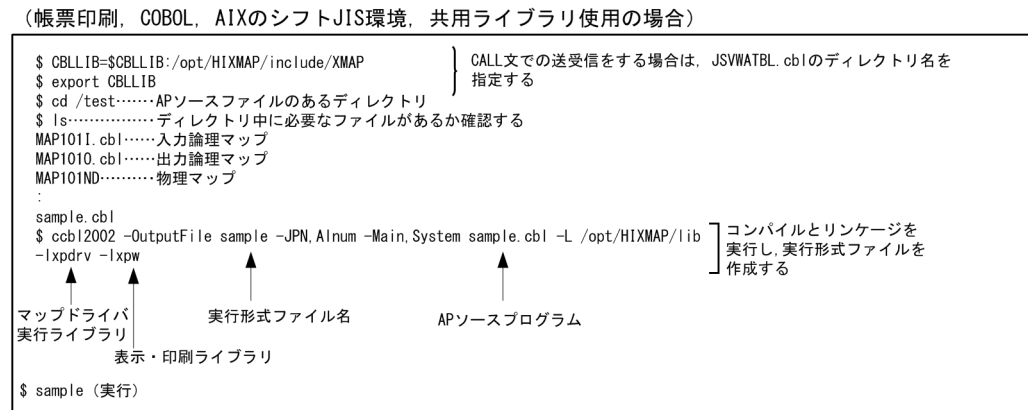 （帳票印刷，COBOL，AIXのシフトJIS環境，共用ライブラリ使用の場合）
$ CBLLIB=$CBLLIB:/opt/HIXMAP/include/XMAP
$ export CBLLIB
CALL文での送受信をする場合は，JSVWATBL.cblのディレクトリ名を
指定する
$ cd /test……APソースファイルのあるディレクトリ
$ ls……………ディレクトリ中に必要なファイルがあるか確認する
MAP101I.cbl……入力論理マップ
MAP101O.cbl……出力論理マップ
MAP101ND………物理マップ
:
sample.cbl
$ ccbl2002 -OutputFile sample -JPN,Alnum -Main,System sample.cbl -L /opt/HIXMAP/lib
-lxpdrv -lxpw
コンパイルとリンケージを
実行し，実行形式ファイルを
作成する
マップドライバ
実行ライブラリ
実行形式ファイル名
APソースプログラム
表示・印刷ライブラリ
$ sample（実行）